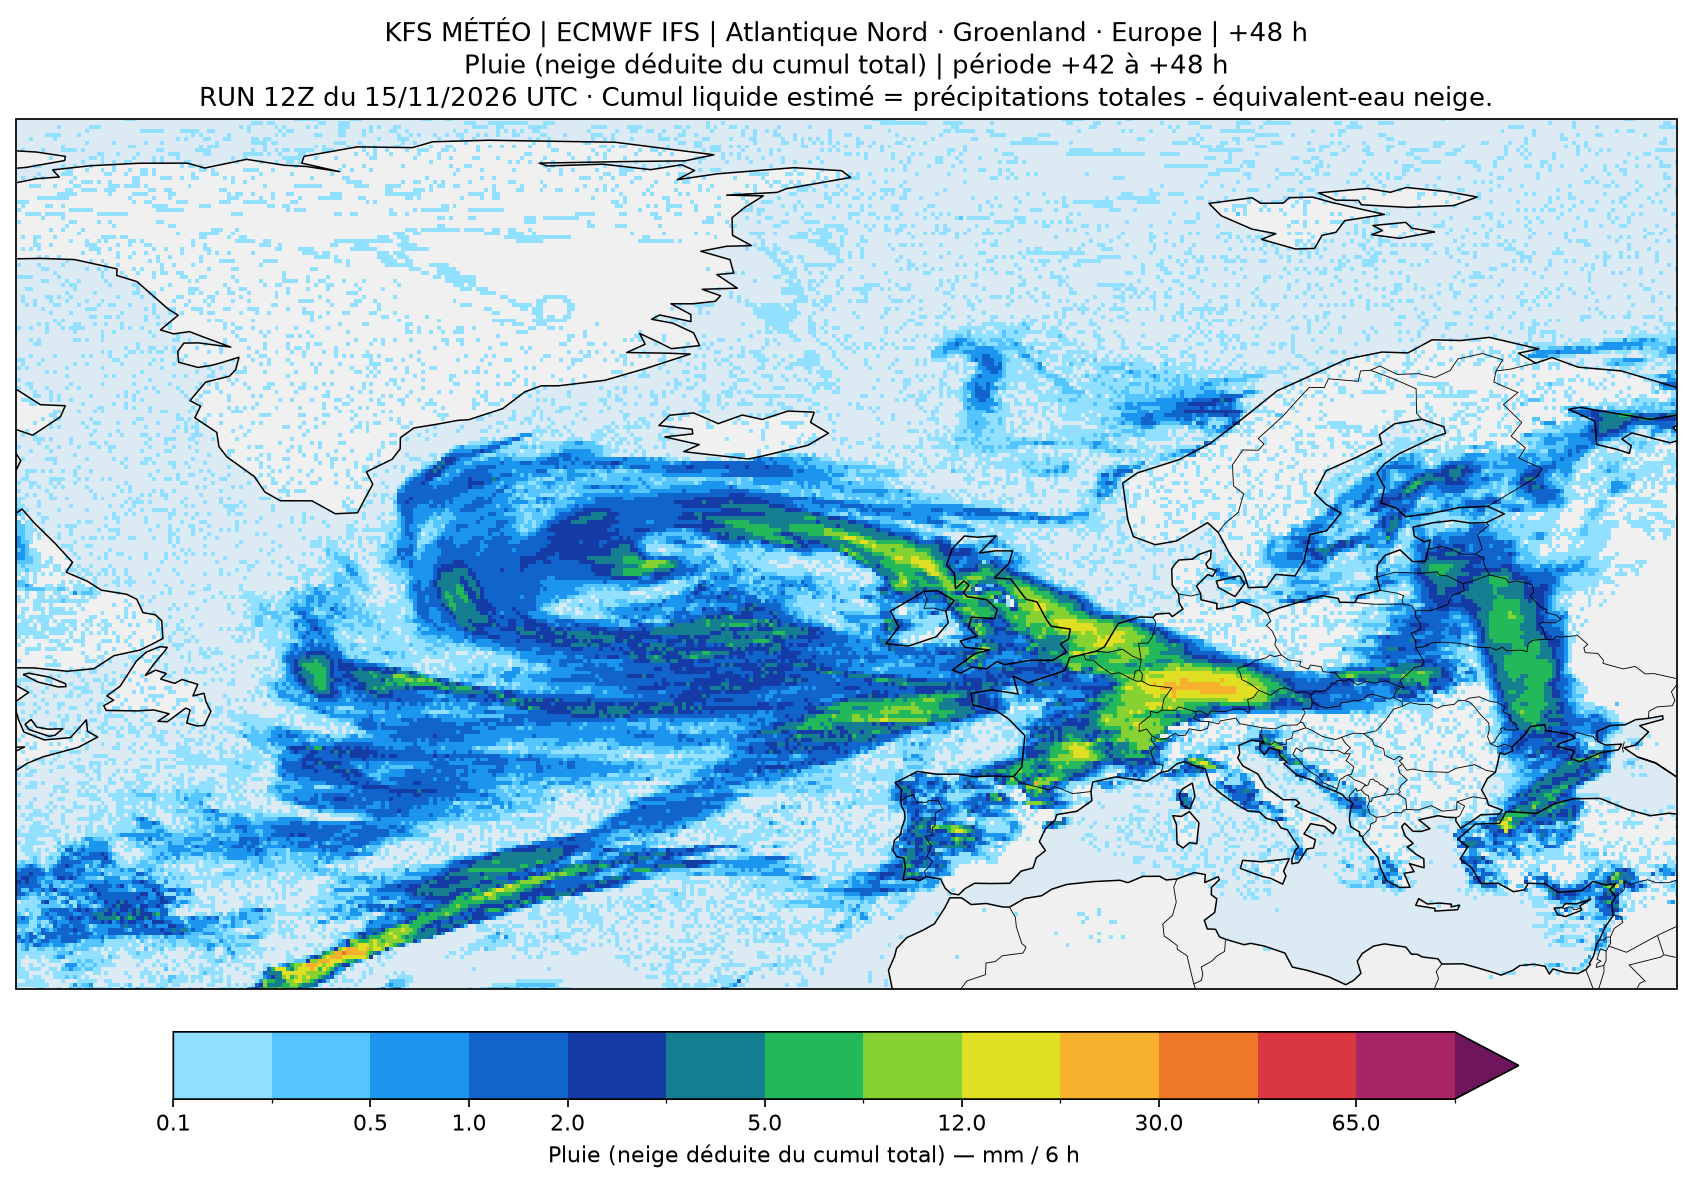 KFS MÉTÉO | ECMWF IFS | Atlantique Nord · Groenland · Europe | +48 h
Pluie (neige déduite du cumul total) | période +42 à +48 h
RUN 12Z du 15/11/2026 UTC · Cumul liquide estimé = précipitations totales - équivalent-eau neige.
0.1 0.5 1.0 2.0 5.0 12.0 30.0 65.0
Pluie (neige déduite du cumul total) — mm / 6 h